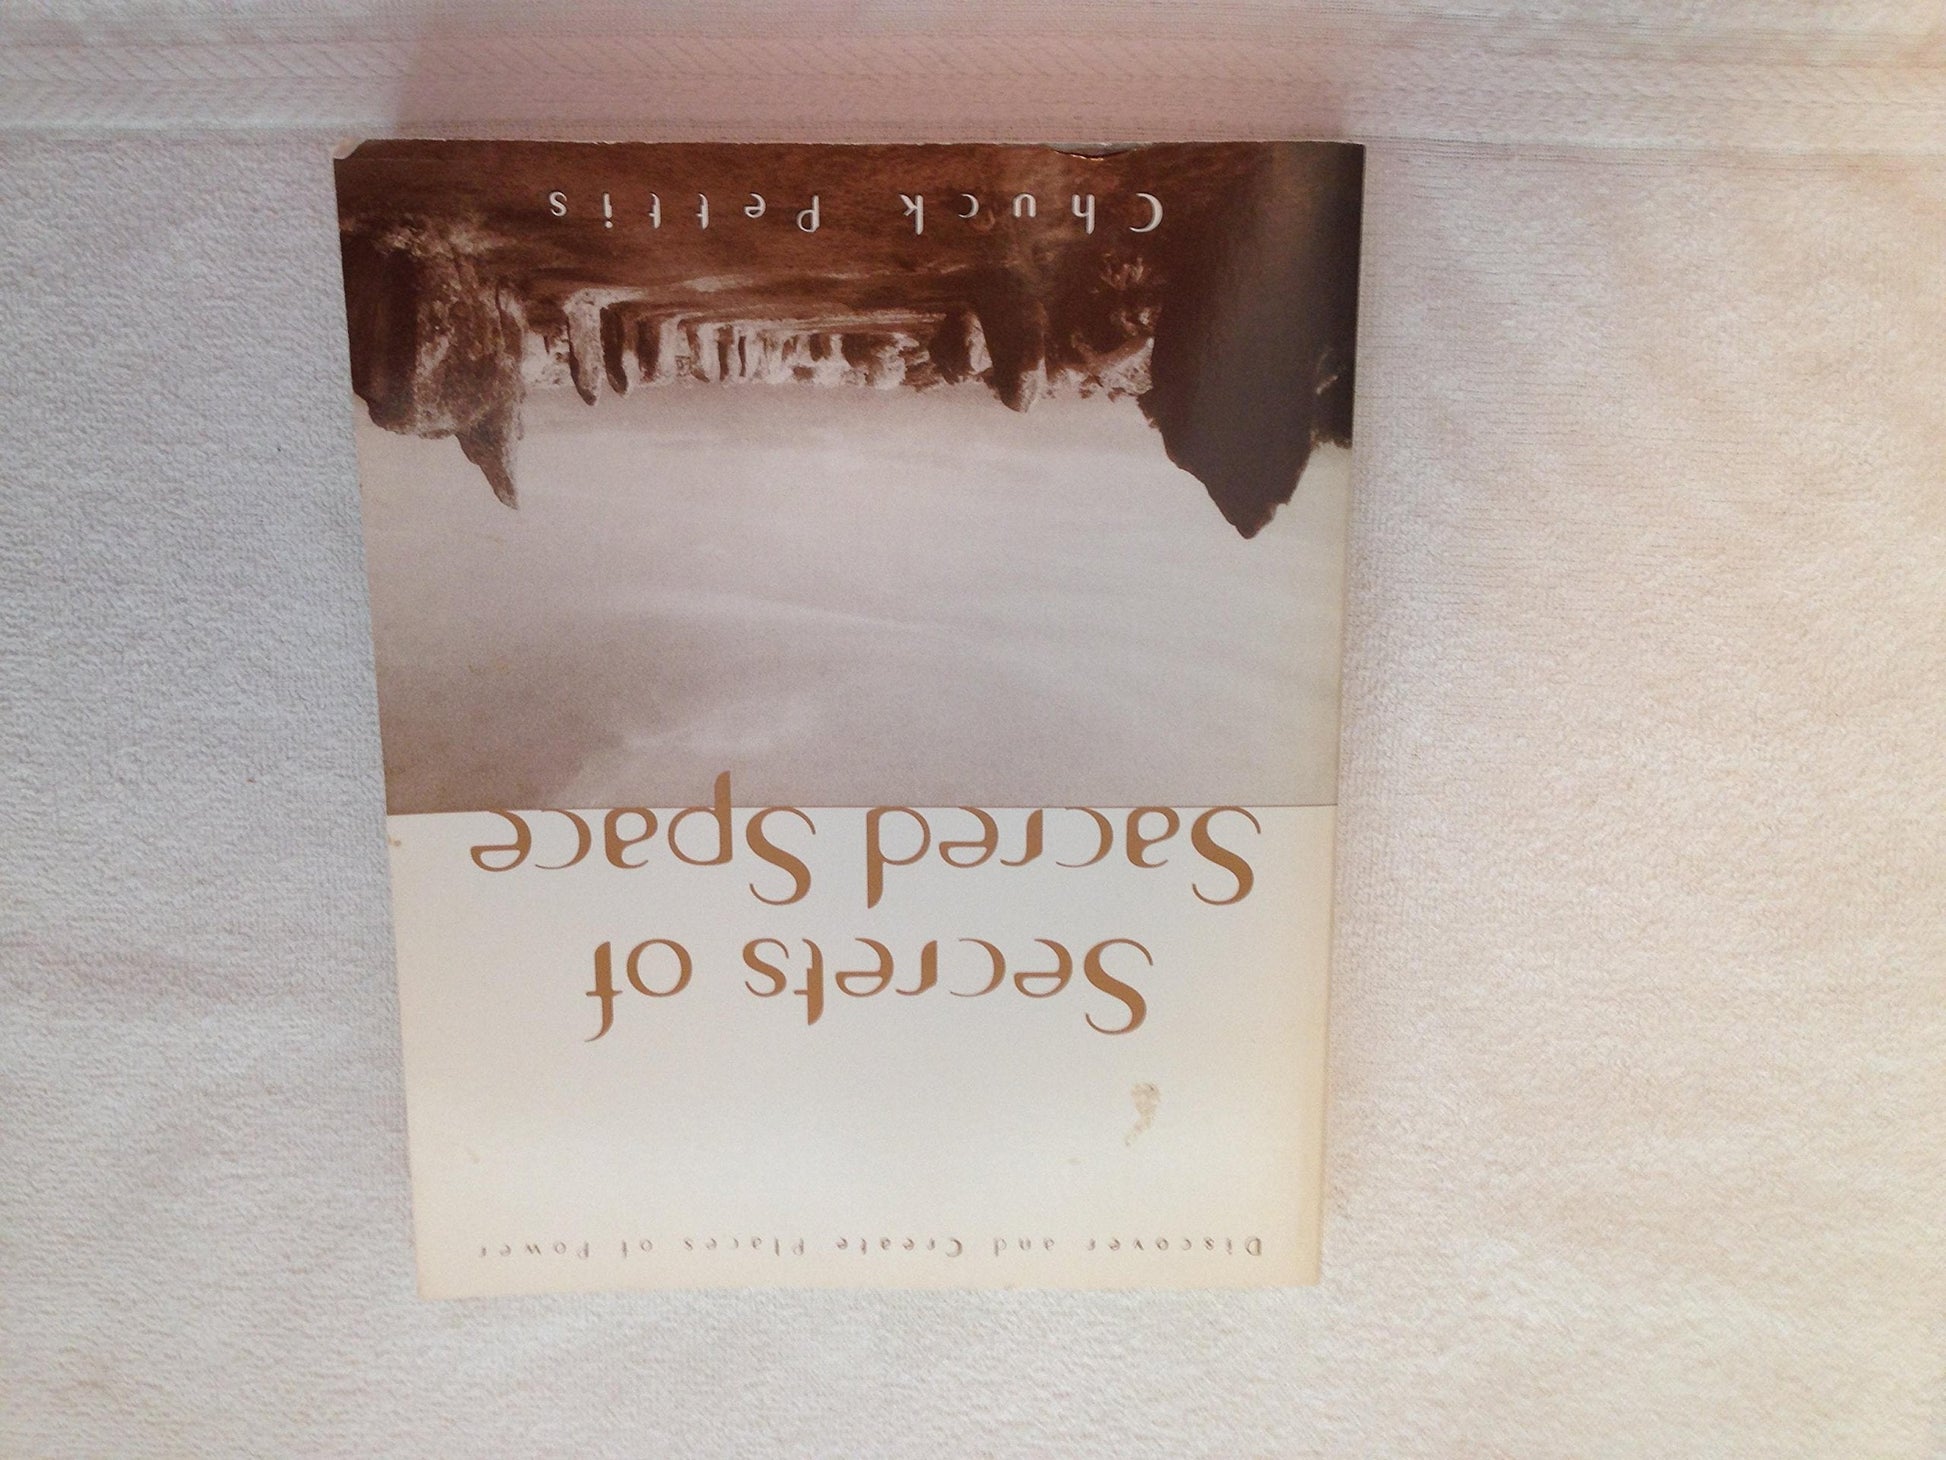 Discover and Create Places of Power
Secrets of
Sacred Space
Chuck Pettis